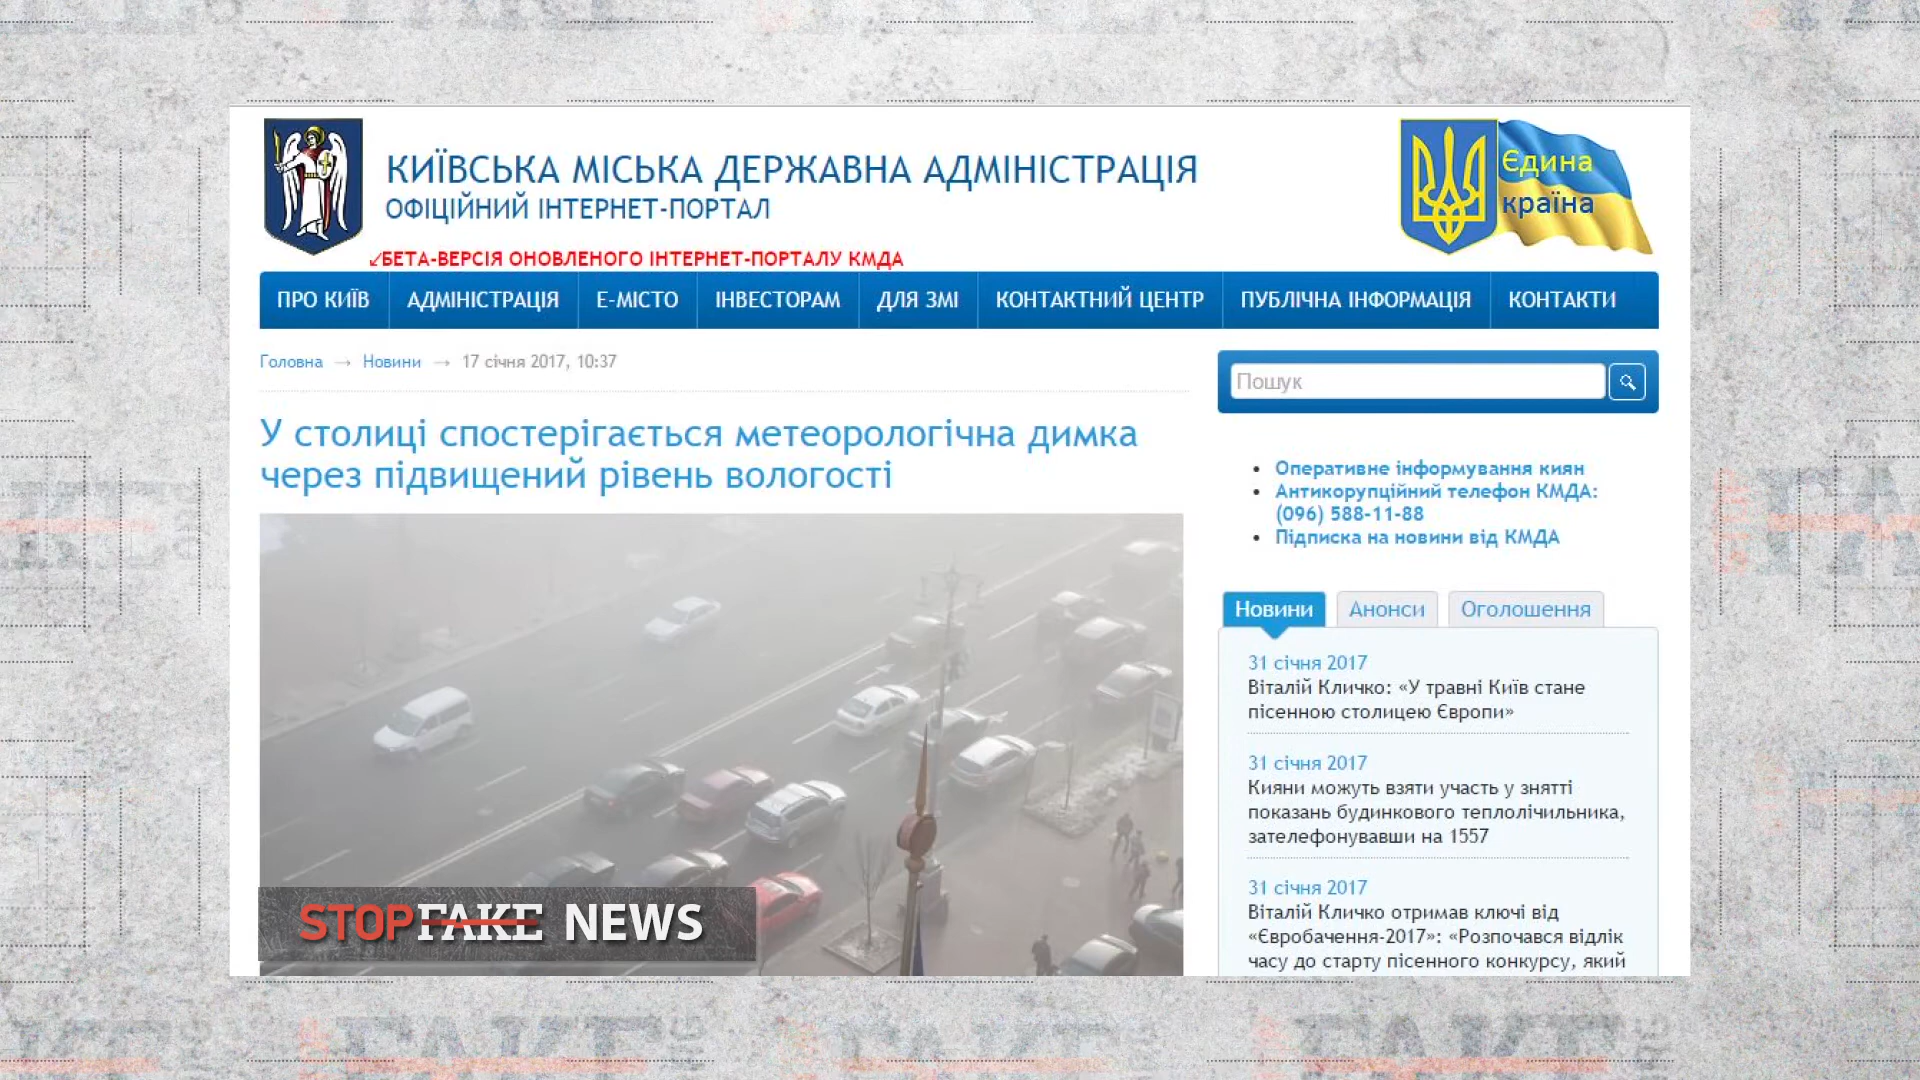 КИЇВСЬКА МІСЬКА ДЕРЖАВНА АДМІНІСТРАЦІЯ
ОФІЦІЙНИЙ ІНТЕРНЕТ-ПОРТАЛ
Єдина
країна
БЕТА-ВЕРСІЯ ОНОВЛЕНОГО ІНТЕРНЕТ-ПОРТАЛУ КМДА
ПРО КИЇВ АДМІНІСТРАЦІЯ Е-МІСТО ІНВЕСТОРАМ ДЛЯ ЗМІ КОНТАКТНИЙ ЦЕНТР ПУБЛІЧНА ІНФОРМАЦІЯ КОНТАКТИ
Головна → Новини → 17 січня 2017, 10:37
У столиці спостерігається метеорологічна димка
через підвищений рівень вологості
STOPFAKE NEWS
Пошук
• Оперативне інформування киян
• Антикорупційний телефон КМДА:
(096) 588-11-88
• Підписка на новини від КМДА
Новини Анонси Оголошення
31 січня 2017
Віталій Кличко: «У травні Київ стане
пісенною столицею Європи»
31 січня 2017
Кияни можуть взяти участь у знятті
показань будинкового теплолічильника,
зателефонувавши на 1557
31 січня 2017
Віталій Кличко отримав ключі від
«Євробачення-2017»: «Розпочався відлік
часу до старту пісенного конкурсу, який